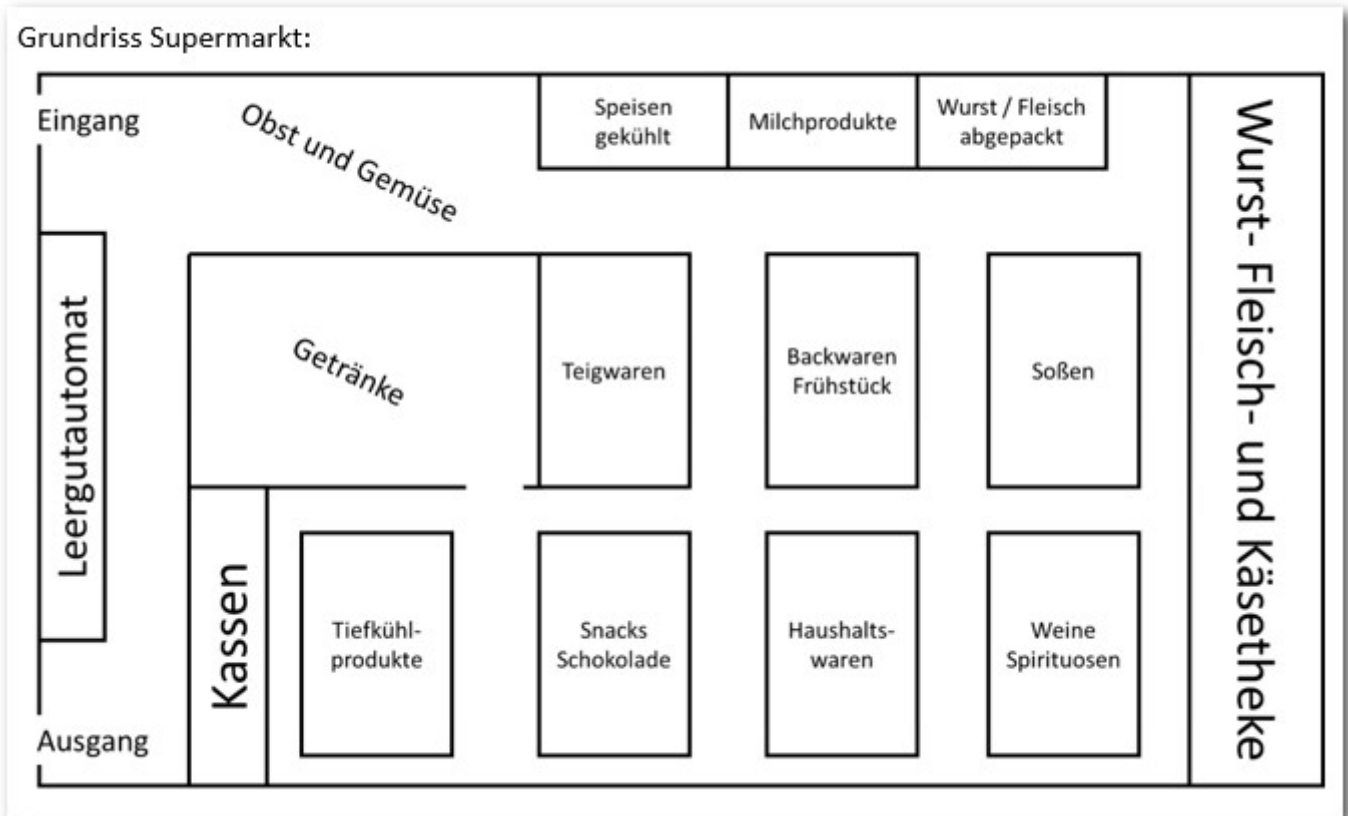 Grundriss Supermarkt:
Eingang
Obst und Gemüse
Speisen
gekühlt
Milchprodukte
Wurst / Fleisch
abgepackt
Wurst- Fleisch- und Käsetheke
Leergutautomat
Getränke
Teigwaren
Backwaren
Frühstück
Soßen
Kassen
Tiefkühl-
produkte
Snacks
Schokolade
Haushalts-
waren
Weine
Spirituosen
Ausgang